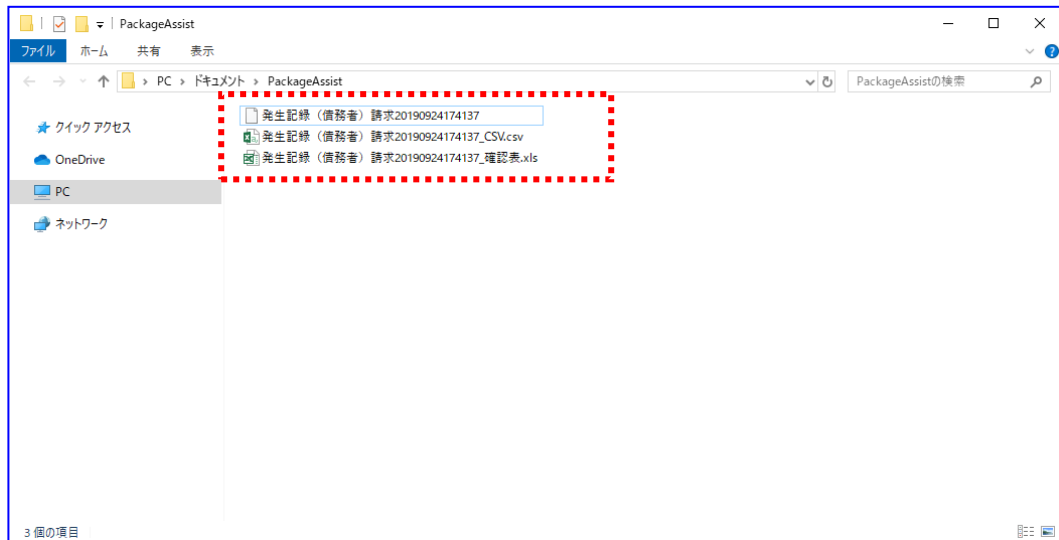 PackageAssist
ファイル ホーム 共有 表示
PC › ドキュメント › PackageAssist
PackageAssistの検索
クイック アクセス
OneDrive
PC
ネットワーク
発生記録（債務者）請求20190924174137
発生記録（債務者）請求20190924174137_CSV.csv
発生記録（債務者）請求20190924174137_確認表.xls
3 個の項目